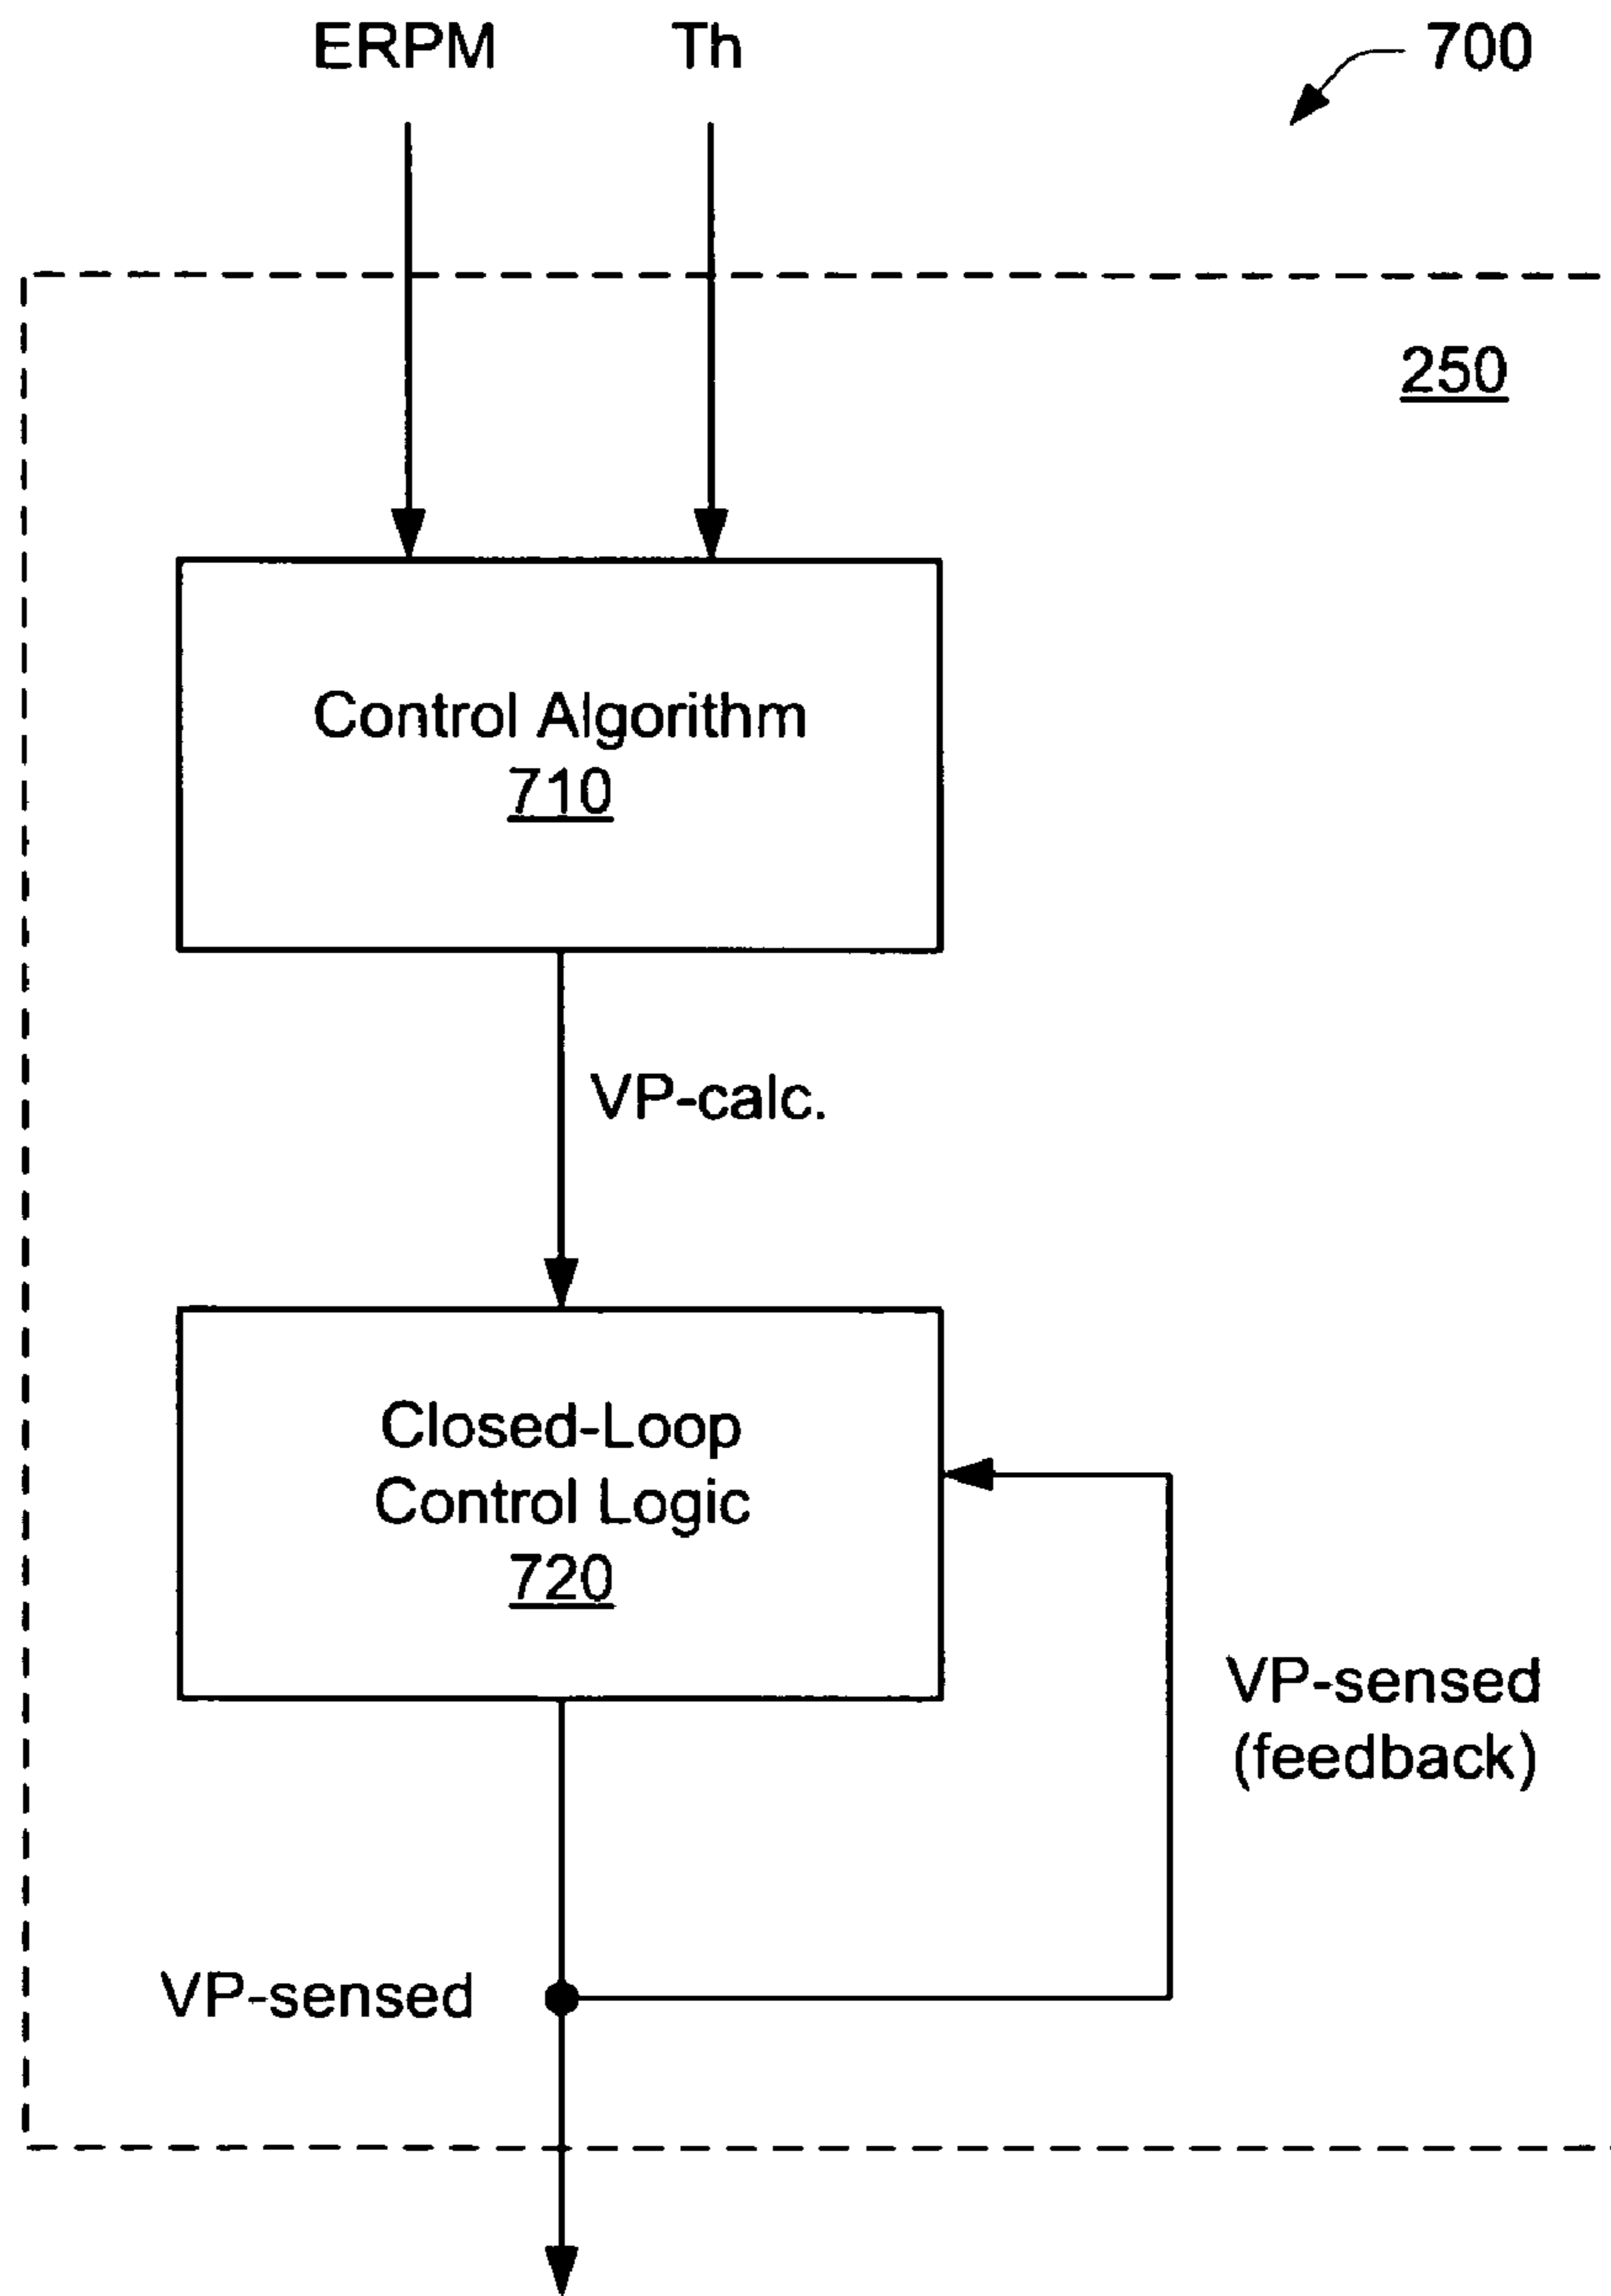 ERPM
Th
700
250
Control Algorithm
710
VP-calc.
Closed-Loop
Control Logic
720
VP-sensed
(feedback)
VP-sensed